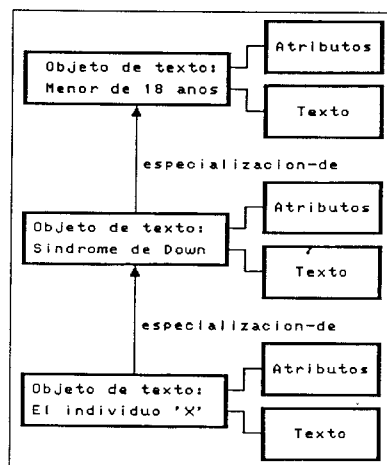 Atributos
Objeto de texto:
Menor de 18 anos
Texto
especializacion-de
Atributos
Objeto de texto:
Sindrome de Down
Texto
especializacion-de
Atributos
Objeto de texto:
El individuo 'X'
Texto